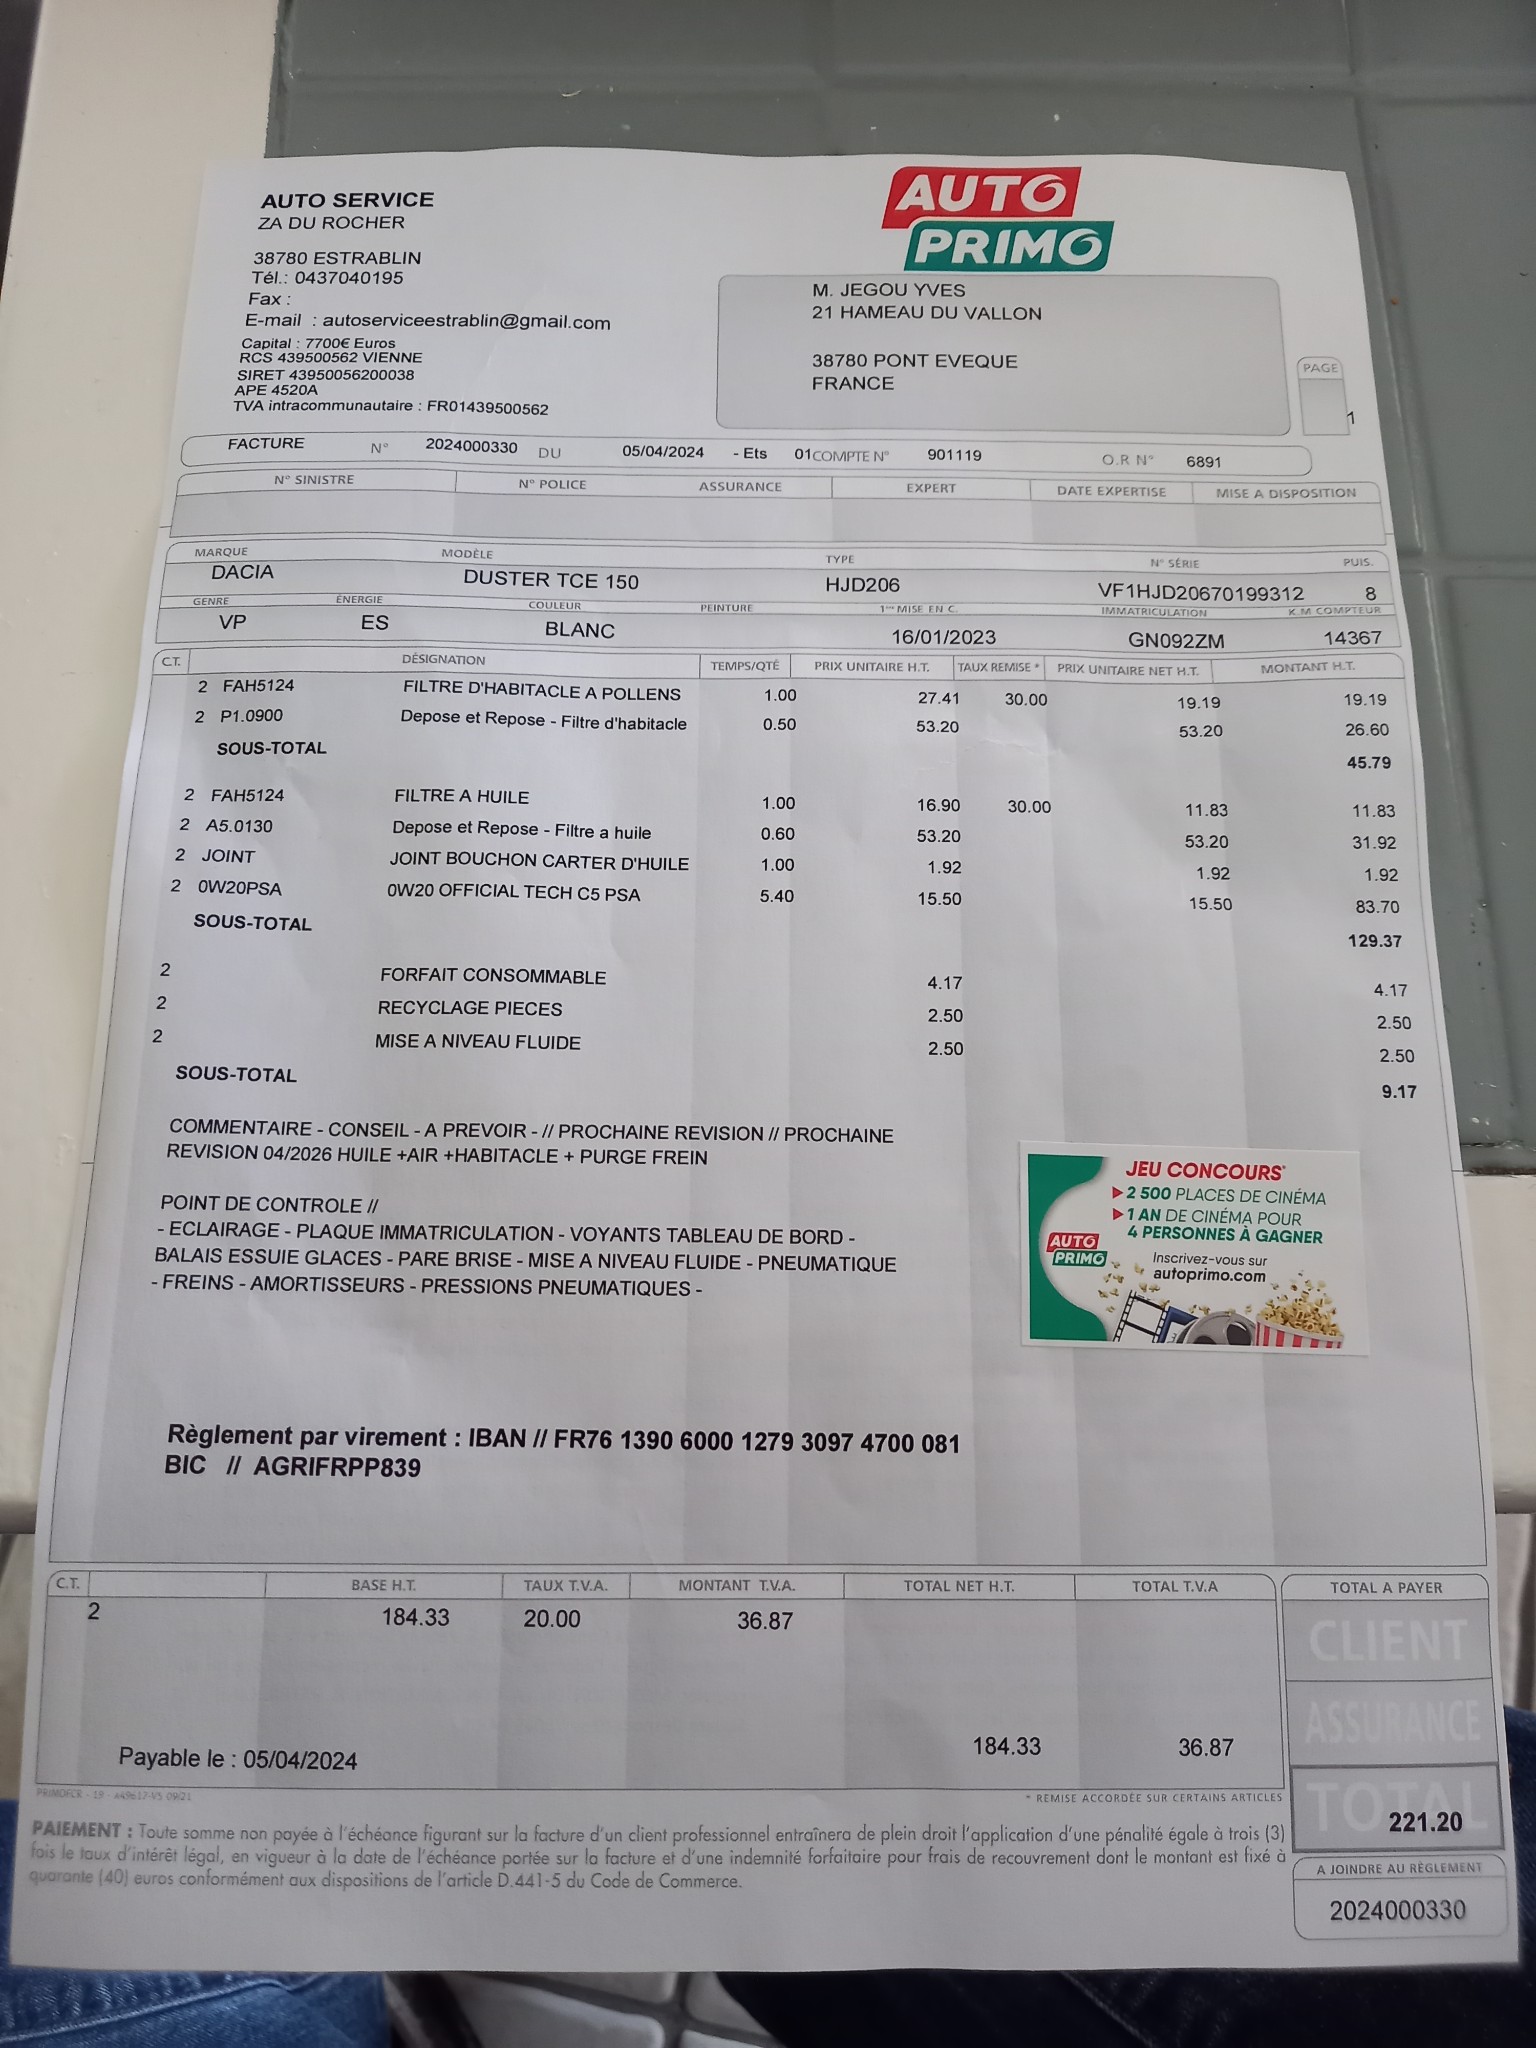 AUTO SERVICE
ZA DU ROCHER
38780 ESTRABLIN
Tél.: 0437040195
Fax :
E-mail : autoserviceestrablin@gmail.com
Capital : 7700€ Euros
RCS 439500562 VIENNE
SIRET 43950056200038
APE 4520A
TVA intracommunautaire : FR01439500562
AUTO
PRIMO
M. JEGOU YVES
21 HAMEAU DU VALLON
38780 PONT EVEQUE
FRANCE
PAGE
1
FACTURE N° 2024000330 DU 05/04/2024 - Ets 01 COMPTE N° 901119 O.R N° 6891
N° SINISTRE N° POLICE ASSURANCE EXPERT DATE EXPERTISE MISE A DISPOSITION
MARQUE MODÈLE TYPE N° SÉRIE PUIS.
DACIA DUSTER TCE 150 HJD206 VF1HJD20670199312 8
GENRE ÉNERGIE COULEUR PEINTURE 1ère MISE EN C. IMMATRICULATION K.M COMPTEUR
VP ES BLANC 16/01/2023 GN092ZM 14367
C.T. DÉSIGNATION TEMPS/QTÉ PRIX UNITAIRE H.T. TAUX REMISE * PRIX UNITAIRE NET H.T. MONTANT H.T.
2 FAH5124 FILTRE D'HABITACLE A POLLENS 1.00 27.41 30.00 19.19 19.19
2 P1.0900 Depose et Repose - Filtre d'habitacle 0.50 53.20 53.20 26.60
SOUS-TOTAL 45.79
2 FAH5124 FILTRE A HUILE 1.00 16.90 30.00 11.83 11.83
2 A5.0130 Depose et Repose - Filtre a huile 0.60 53.20 53.20 31.92
2 JOINT JOINT BOUCHON CARTER D'HUILE 1.00 1.92 1.92 1.92
2 0W20PSA 0W20 OFFICIAL TECH C5 PSA 5.40 15.50 15.50 83.70
SOUS-TOTAL 129.37
2 FORFAIT CONSOMMABLE 4.17 4.17
2 RECYCLAGE PIECES 2.50 2.50
2 MISE A NIVEAU FLUIDE 2.50 2.50
SOUS-TOTAL 9.17
COMMENTAIRE - CONSEIL - A PREVOIR - // PROCHAINE REVISION // PROCHAINE
REVISION 04/2026 HUILE +AIR +HABITACLE + PURGE FREIN
POINT DE CONTROLE //
- ECLAIRAGE - PLAQUE IMMATRICULATION - VOYANTS TABLEAU DE BORD -
BALAIS ESSUIE GLACES - PARE BRISE - MISE A NIVEAU FLUIDE - PNEUMATIQUE
- FREINS - AMORTISSEURS - PRESSIONS PNEUMATIQUES -
JEU CONCOURS*
2 500 PLACES DE CINÉMA
1 AN DE CINÉMA POUR
4 PERSONNES À GAGNER
AUTO
PRIMO
Inscrivez-vous sur
autoprimo.com
Règlement par virement : IBAN // FR76 1390 6000 1279 3097 4700 081
BIC // AGRIFRPP839
C.T. BASE H.T. TAUX T.V.A. MONTANT T.V.A. TOTAL NET H.T. TOTAL T.V.A TOTAL A PAYER
2 184.33 20.00 36.87
CLIENT
ASSURANCE
Payable le : 05/04/2024 184.33 36.87
TOTAL 221.20
PRIMOFCR - 19 - A49617-V5 09/21
* REMISE ACCORDÉE SUR CERTAINS ARTICLES
PAIEMENT : Toute somme non payée à l'échéance figurant sur la facture d'un client professionnel entraînera de plein droit l'application d'une pénalité égale à trois (3)
fois le taux d'intérêt légal, en vigueur à la date de l'échéance portée sur la facture et d'une indemnité forfaitaire pour frais de recouvrement dont le montant est fixé à
quarante (40) euros conformément aux dispositions de l'article D.441-5 du Code de Commerce.
A JOINDRE AU RÈGLEMENT
2024000330